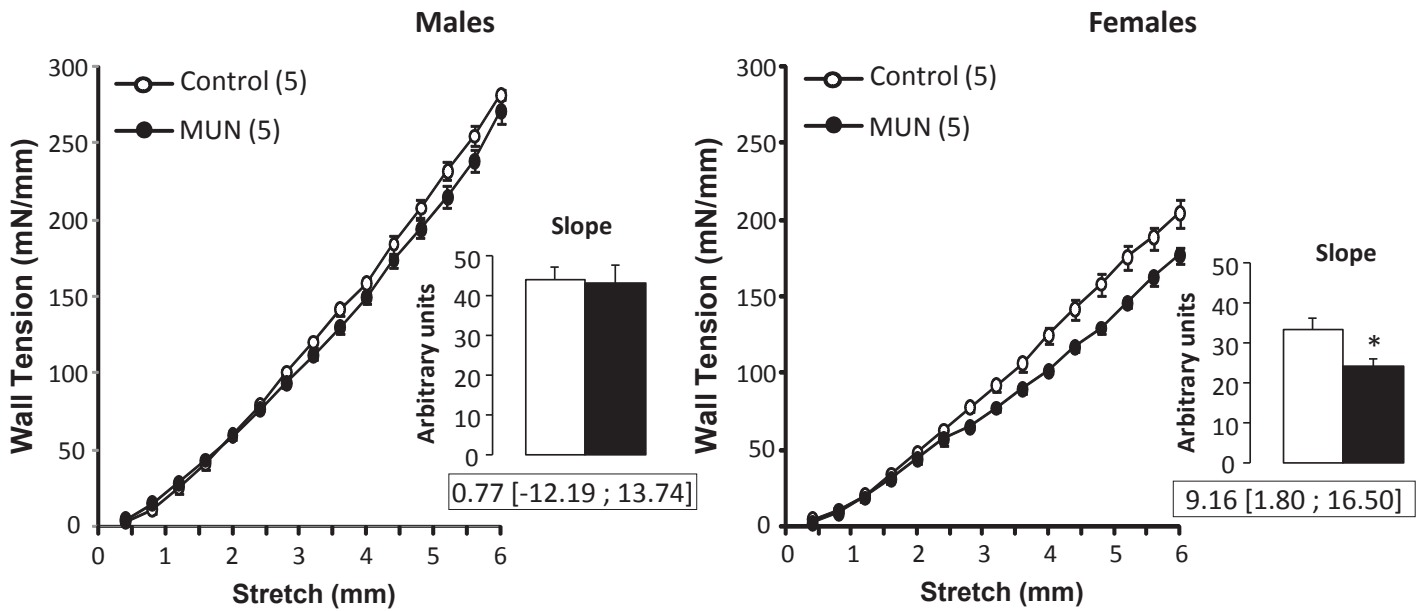 Males
Wall Tension (mN/mm)
300
250
200
150
100
50
0
Control (5)
MUN (5)
0 1 2 3 4 5 6
Stretch (mm)
Slope
Arbitrary units
50
40
30
20
10
0
0.77 [-12.19 ; 13.74]
Females
Wall Tension (mN/mm)
300
250
200
150
100
50
0
Control (5)
MUN (5)
0 1 2 3 4 5 6
Stretch (mm)
Slope
Arbitrary units
50
40
30
20
10
0
*
9.16 [1.80 ; 16.50]